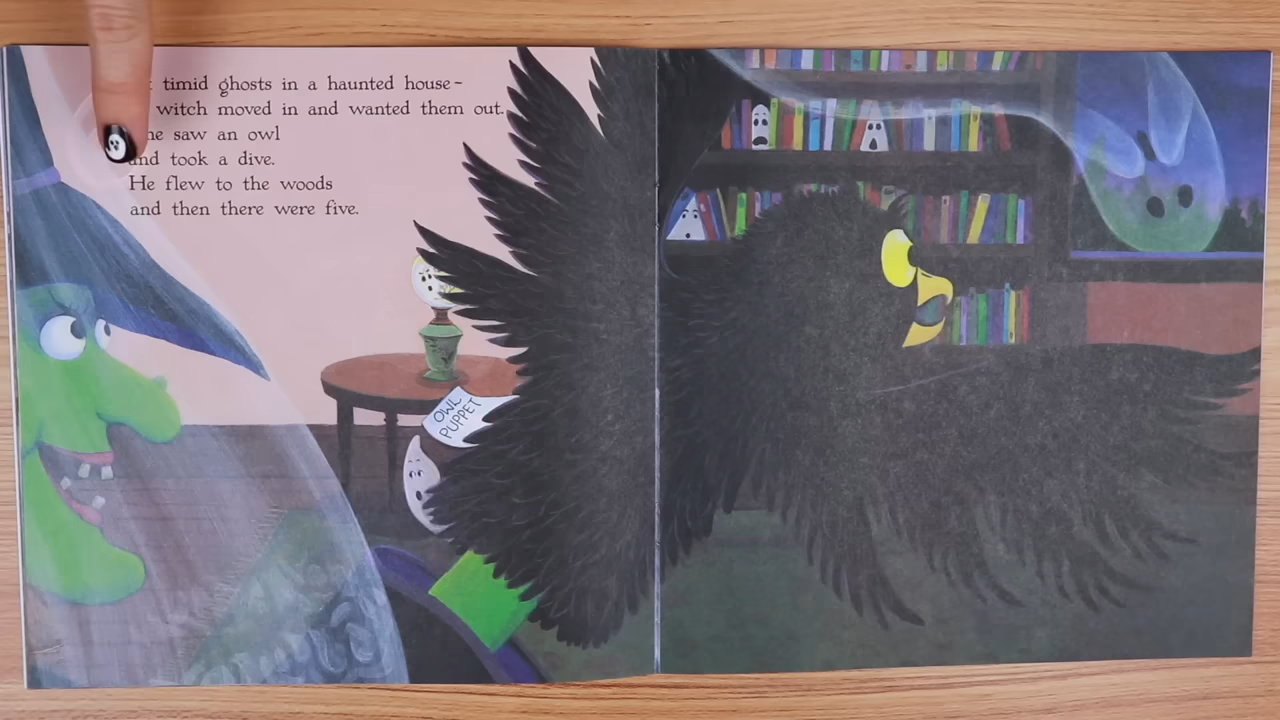 timid ghosts in a haunted house-
witch moved in and wanted them out.
saw an owl
and took a dive.
He flew to the woods
and then there were five.
OWL
PUPPET